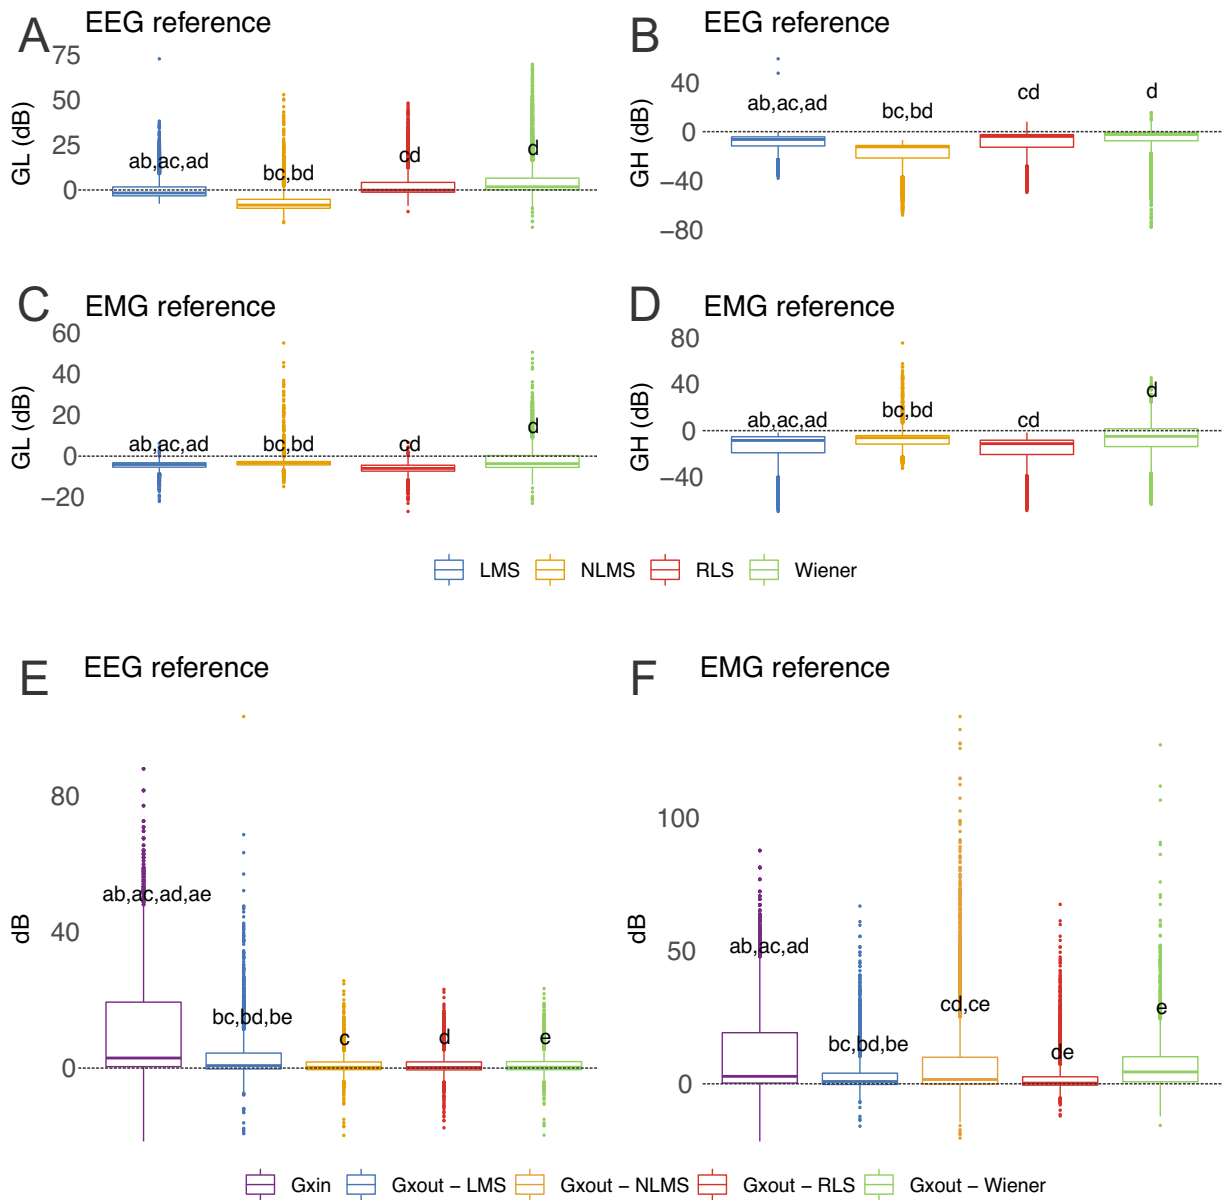 A EEG reference
75
50
25
0
GL (dB)
ab,ac,ad
bc,bd
cd
d
B EEG reference
40
0
−40
−80
GH (dB)
ab,ac,ad
bc,bd
cd
d
C EMG reference
60
40
20
0
−20
GL (dB)
ab,ac,ad
bc,bd
cd
d
D EMG reference
80
40
0
−40
GH (dB)
ab,ac,ad
bc,bd
cd
d
LMS NLMS RLS Wiener
E EEG reference
80
40
0
dB
ab,ac,ad,ae
bc,bd,be
c
d
e
F EMG reference
100
50
0
dB
ab,ac,ad
bc,bd,be
cd,ce
de
e
Gxin Gxout − LMS Gxout − NLMS Gxout − RLS Gxout − Wiener